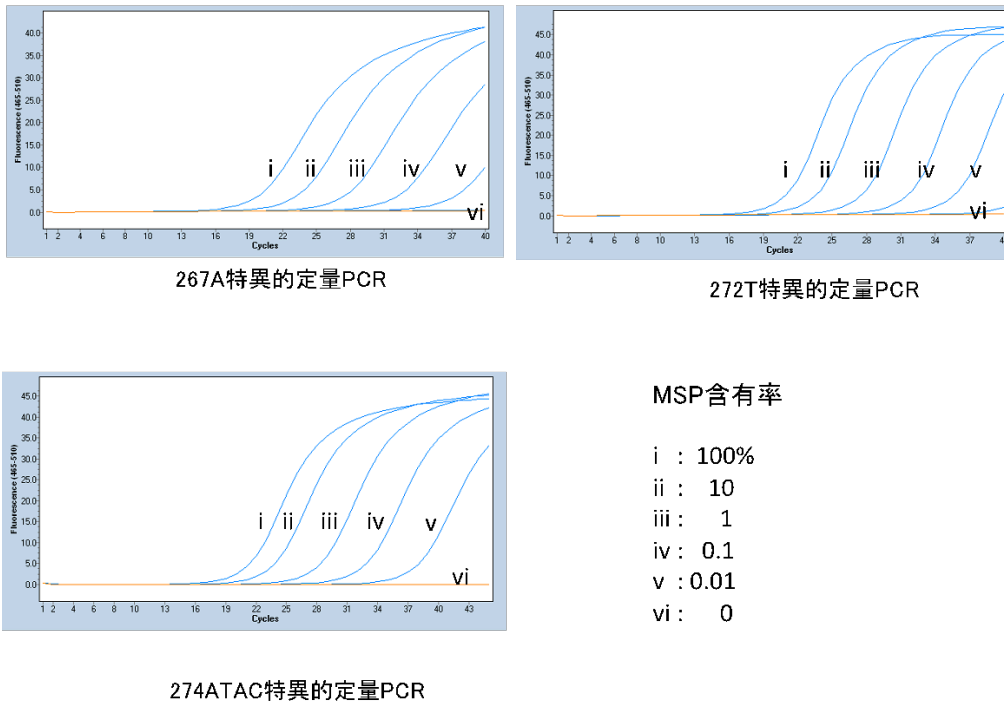 40.0
35.0
30.0
25.0
20.0
15.0
10.0
5.0
0.0
Fluorescence (465-510)
i ii iii iv v
vi
1 2 4 6 8 10 13 16 19 22 25 28 31 34 37 40
Cycles
267A特異的定量PCR
45.0
40.0
35.0
30.0
25.0
20.0
15.0
10.0
5.0
0.0
Fluorescence (465-510)
i ii iii iv v
vi
1 2 4 6 8 10 13 16 19 22 25 28 31 34 37
Cycles
272T特異的定量PCR
45.0
40.0
35.0
30.0
25.0
20.0
15.0
10.0
5.0
0.0
Fluorescence (465-510)
i ii iii iv v
vi
1 2 4 6 8 10 13 16 19 22 25 28 31 34 37 40 43
Cycles
274ATAC特異的定量PCR
MSP含有率
i : 100%
ii : 10
iii : 1
iv : 0.1
v : 0.01
vi : 0